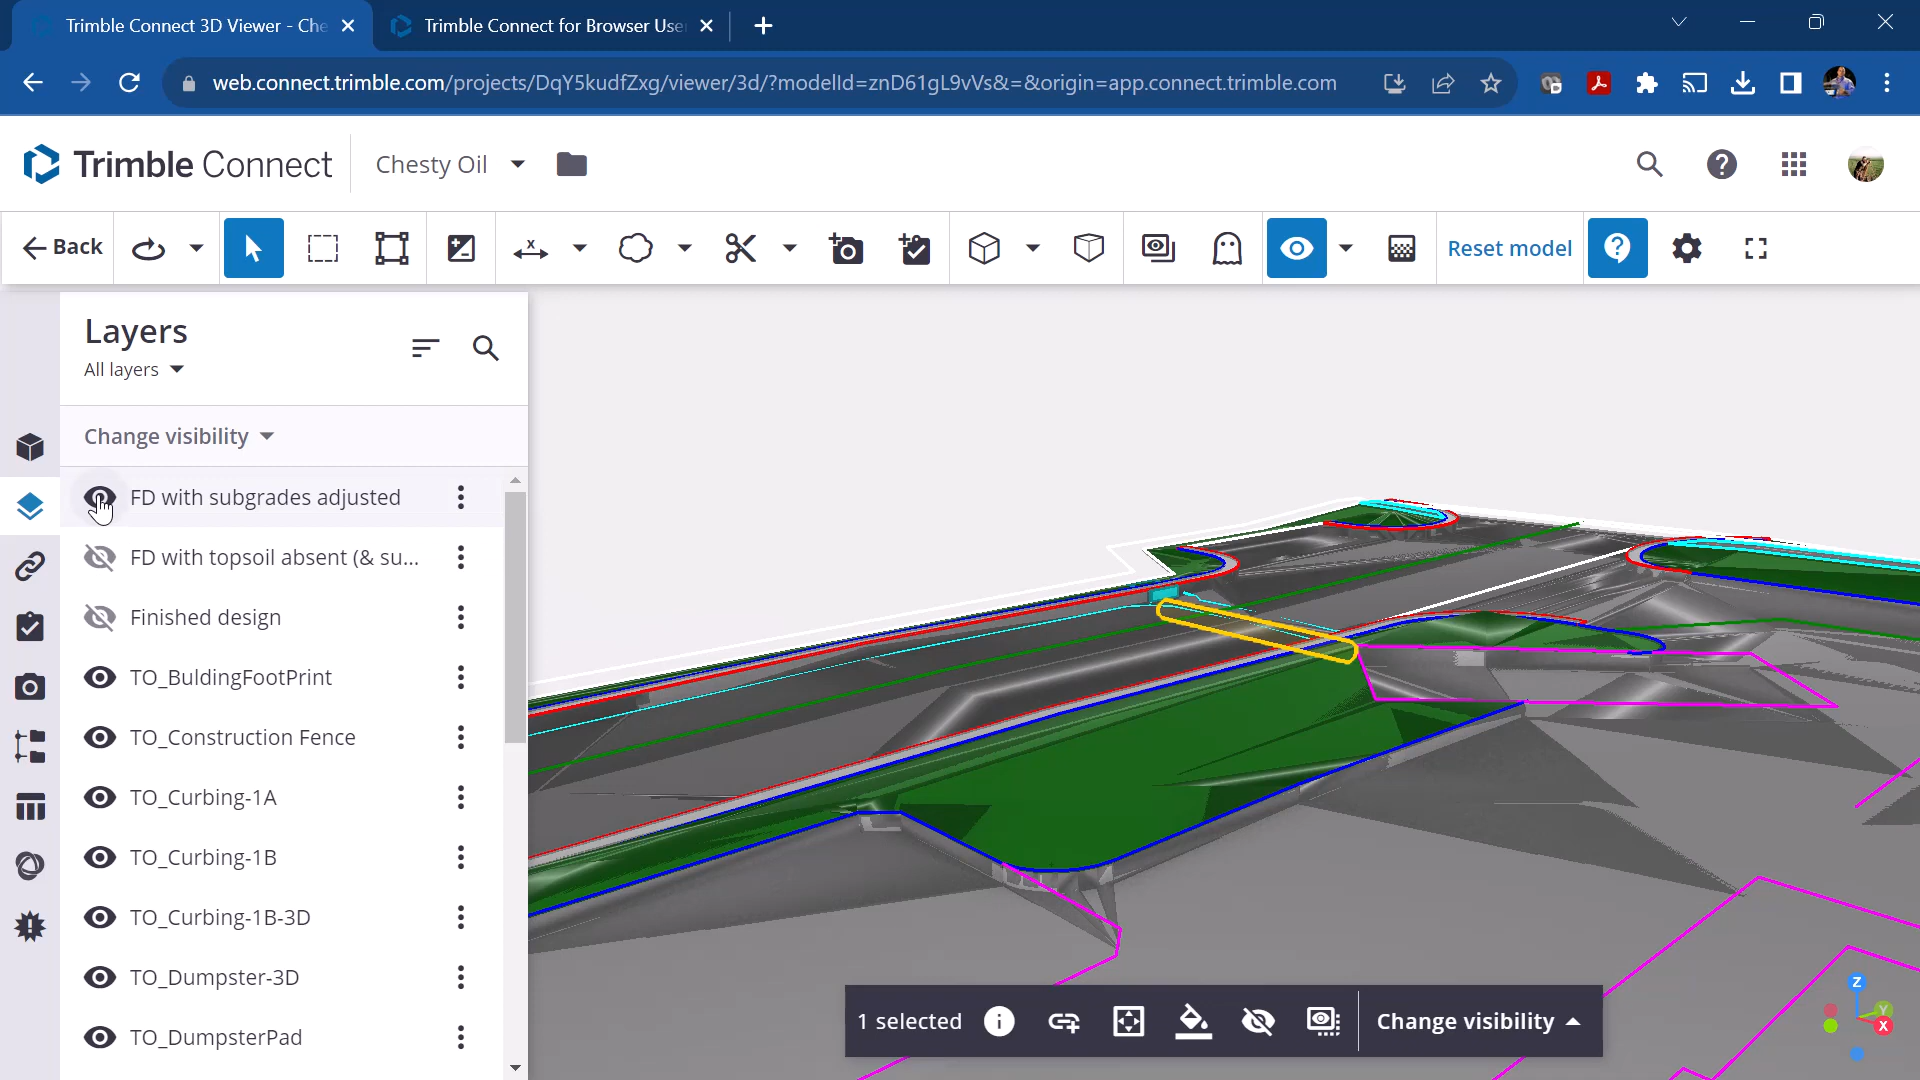 Trimble Connect 3D Viewer - Che
Trimble Connect for Browser Use
web.connect.trimble.com/projects/DqY5kudfZxg/viewer/3d/?modelId=znD61gL9vVs&=&origin=app.connect.trimble.com
Trimble Connect
Chesty Oil
Back
x
Reset model
Layers
All layers
Change visibility
FD with subgrades adjusted
FD with topsoil absent (& su...
Finished design
TO_BuldingFootPrint
TO_Construction Fence
TO_Curbing-1A
TO_Curbing-1B
TO_Curbing-1B-3D
TO_Dumpster-3D
TO_DumpsterPad
1 selected
Change visibility
Z
Y
X